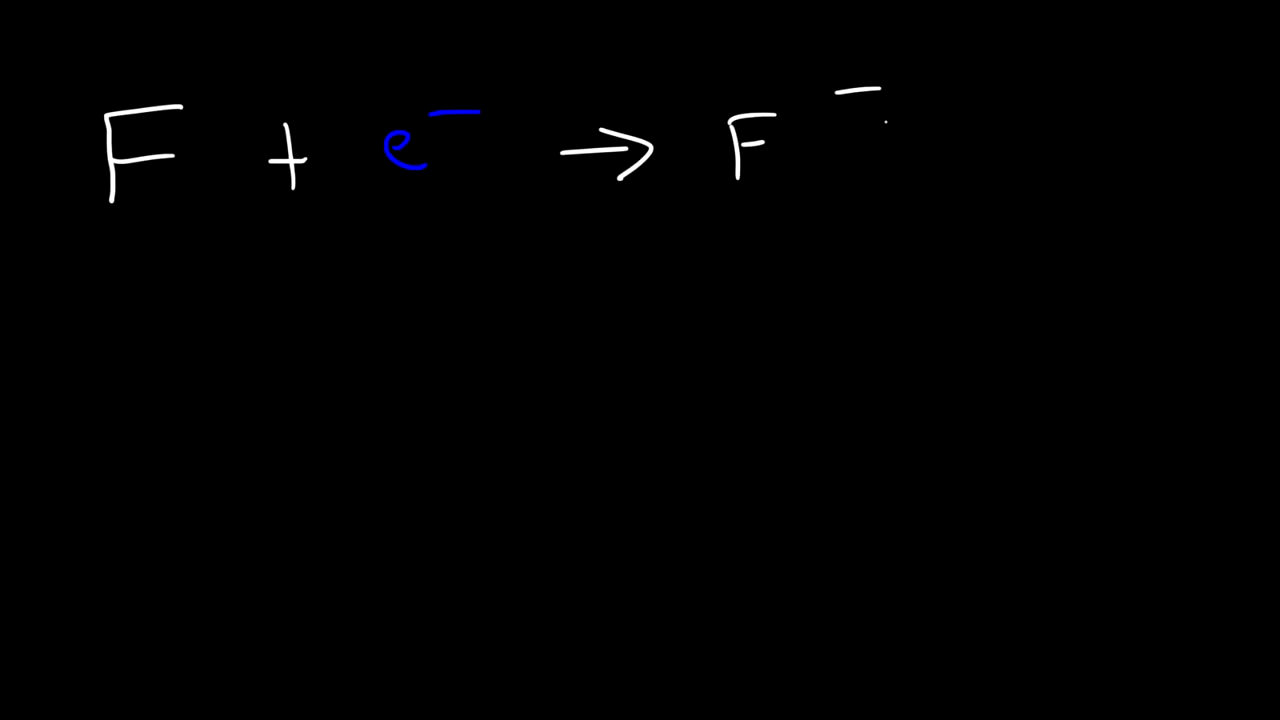 F + e⁻ → F⁻